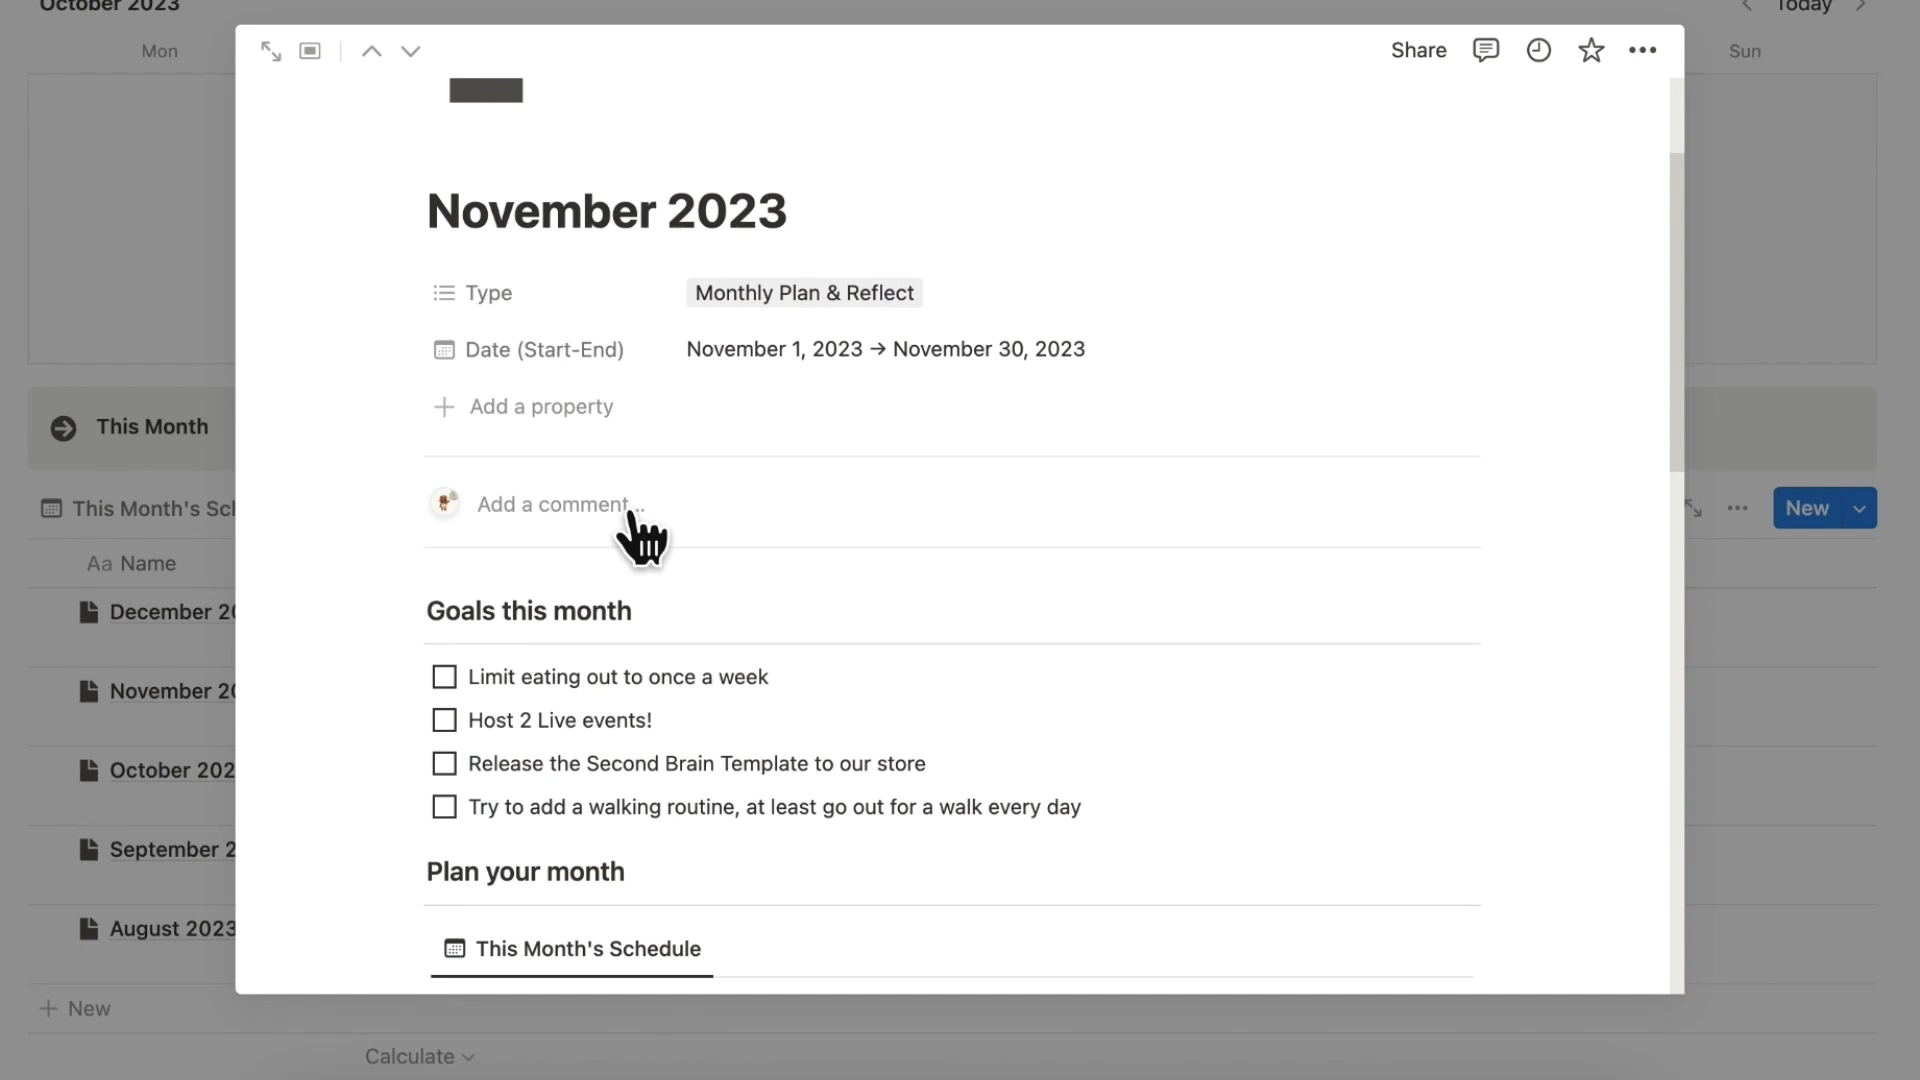 October 2023
Today
Mon
Sun
Share
November 2023
Type
Monthly Plan & Reflect
Date (Start-End)
November 1, 2023 → November 30, 2023
Add a property
This Month
Add a comment...
This Month's Sch
New
Aa Name
December 20
November 20
October 202
September 2
August 2023
New
Calculate
Goals this month
Limit eating out to once a week
Host 2 Live events!
Release the Second Brain Template to our store
Try to add a walking routine, at least go out for a walk every day
Plan your month
This Month's Schedule